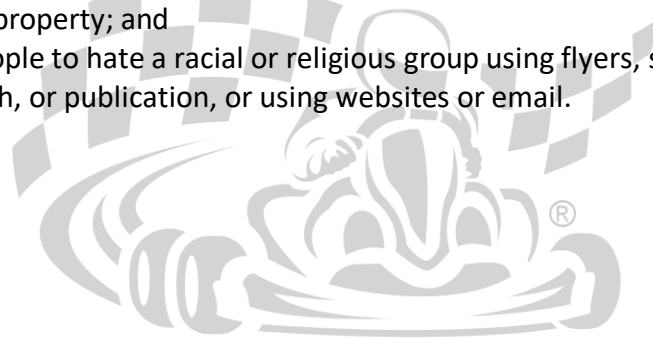 property; and
ople to hate a racial or religious group using flyers, s
h, or publication, or using websites or email.
®